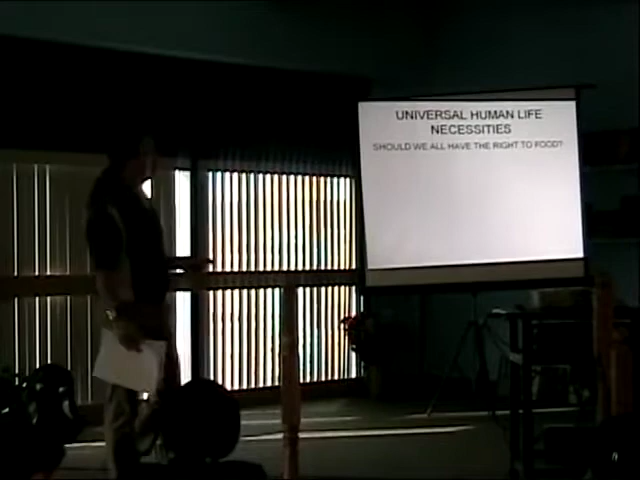 UNIVERSAL HUMAN LIFE
NECESSITIES
SHOULD WE ALL HAVE THE RIGHT TO FOOD?